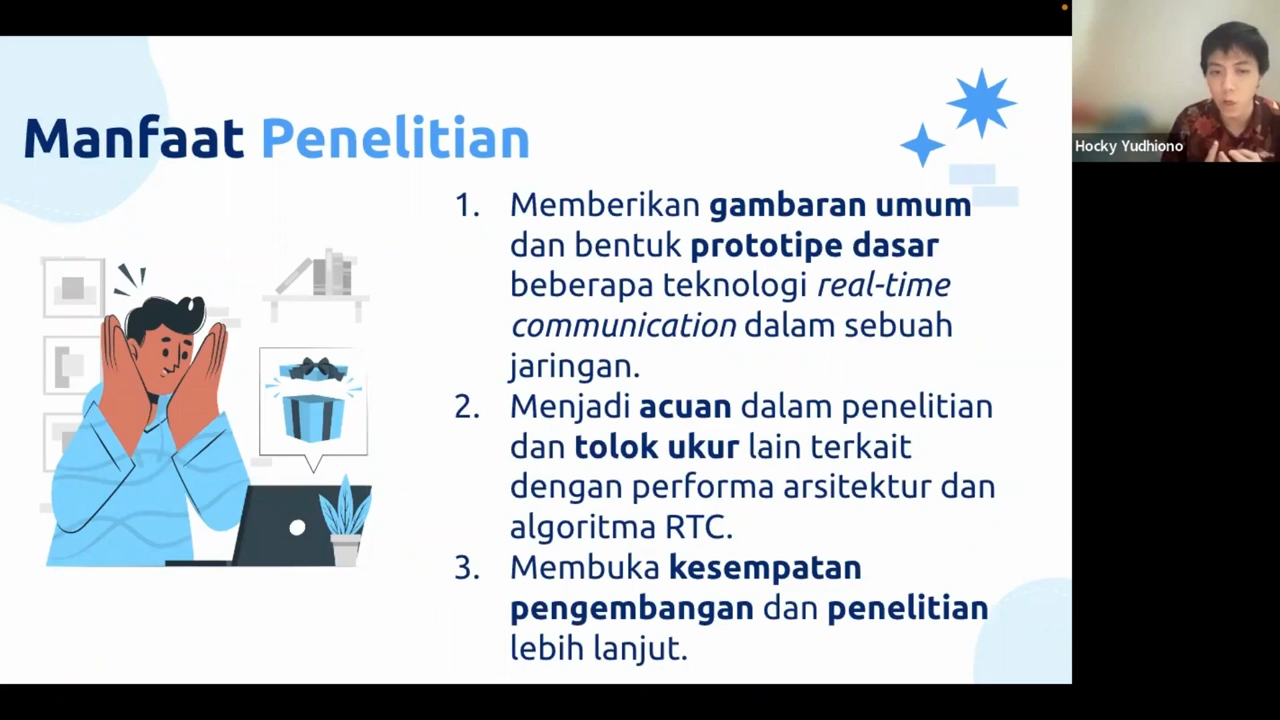 Manfaat Penelitian
1. Memberikan gambaran umum
dan bentuk prototipe dasar
beberapa teknologi real-time
communication dalam sebuah
jaringan.
2. Menjadi acuan dalam penelitian
dan tolok ukur lain terkait
dengan performa arsitektur dan
algoritma RTC.
3. Membuka kesempatan
pengembangan dan penelitian
lebih lanjut.
Hocky Yudhiono